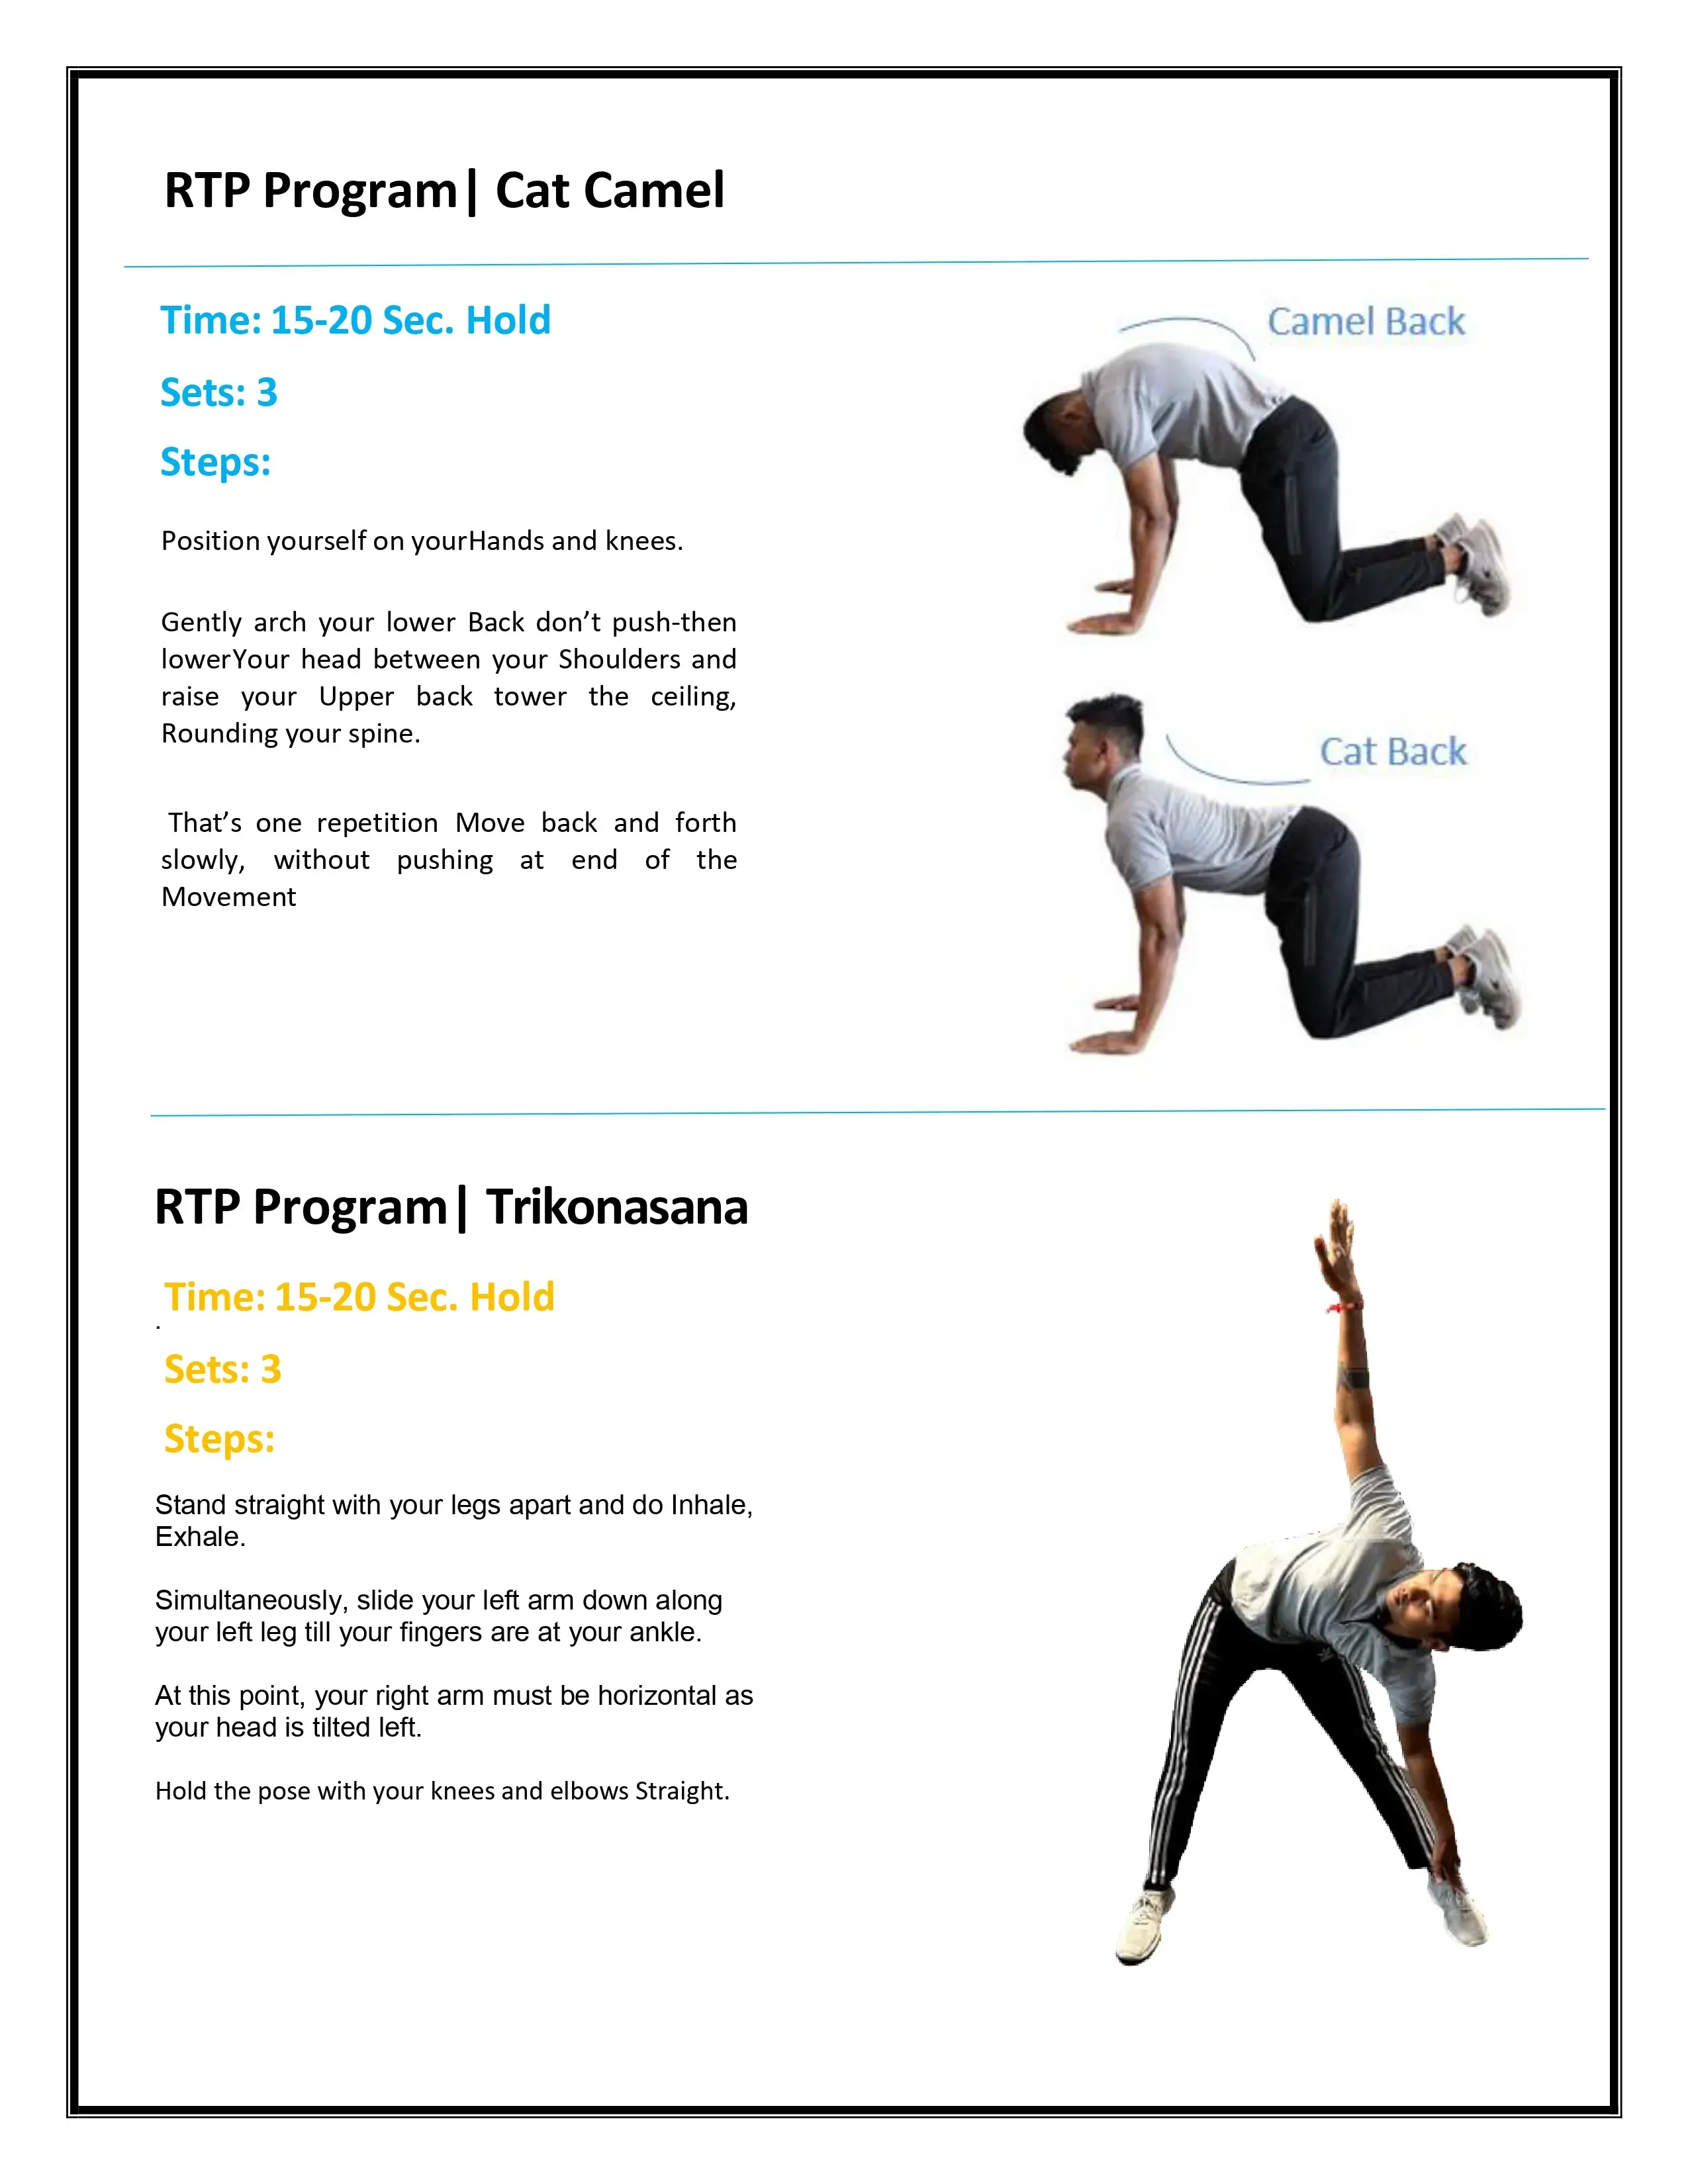 RTP Program| Cat Camel
Time: 15-20 Sec. Hold
Sets: 3
Steps:
Position yourself on yourHands and knees.
Gently arch your lower Back don’t push-then
lowerYour head between your Shoulders and
raise your Upper back tower the ceiling,
Rounding your spine.
That’s one repetition Move back and forth
slowly, without pushing at end of the
Movement
Camel Back
Cat Back
RTP Program| Trikonasana
Time: 15-20 Sec. Hold
.
Sets: 3
Steps:
Stand straight with your legs apart and do Inhale,
Exhale.
Simultaneously, slide your left arm down along
your left leg till your fingers are at your ankle.
At this point, your right arm must be horizontal as
your head is tilted left.
Hold the pose with your knees and elbows Straight.